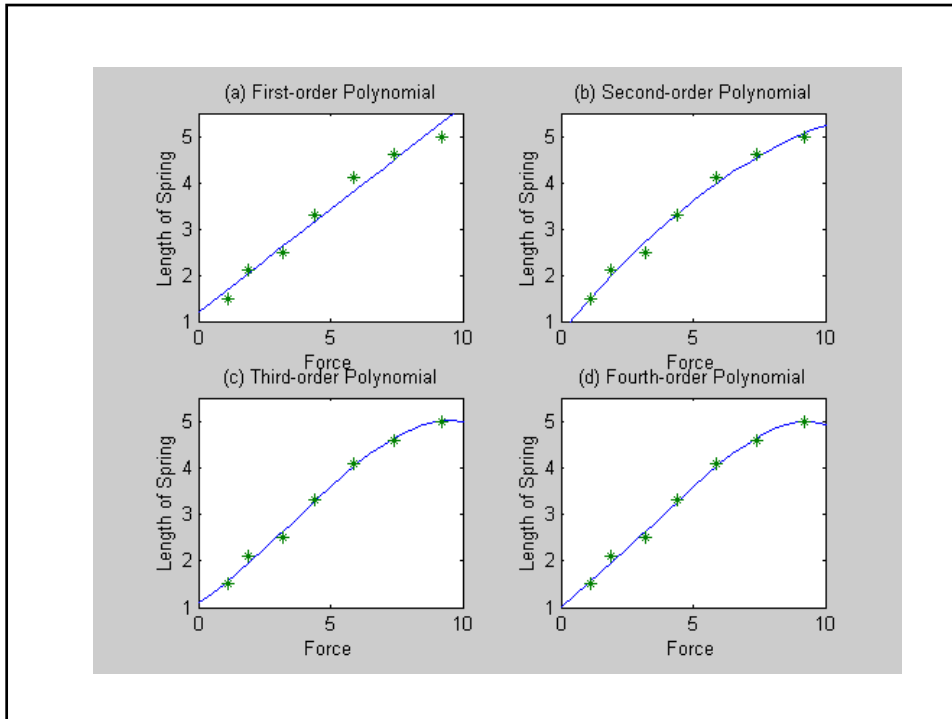 (a) First-order Polynomial
Length of Spring
5
4
3
2
1
0 5 10
Force
(b) Second-order Polynomial
Length of Spring
5
4
3
2
1
0 5 10
Force
(c) Third-order Polynomial
Length of Spring
5
4
3
2
1
0 5 10
Force
(d) Fourth-order Polynomial
Length of Spring
5
4
3
2
1
0 5 10
Force